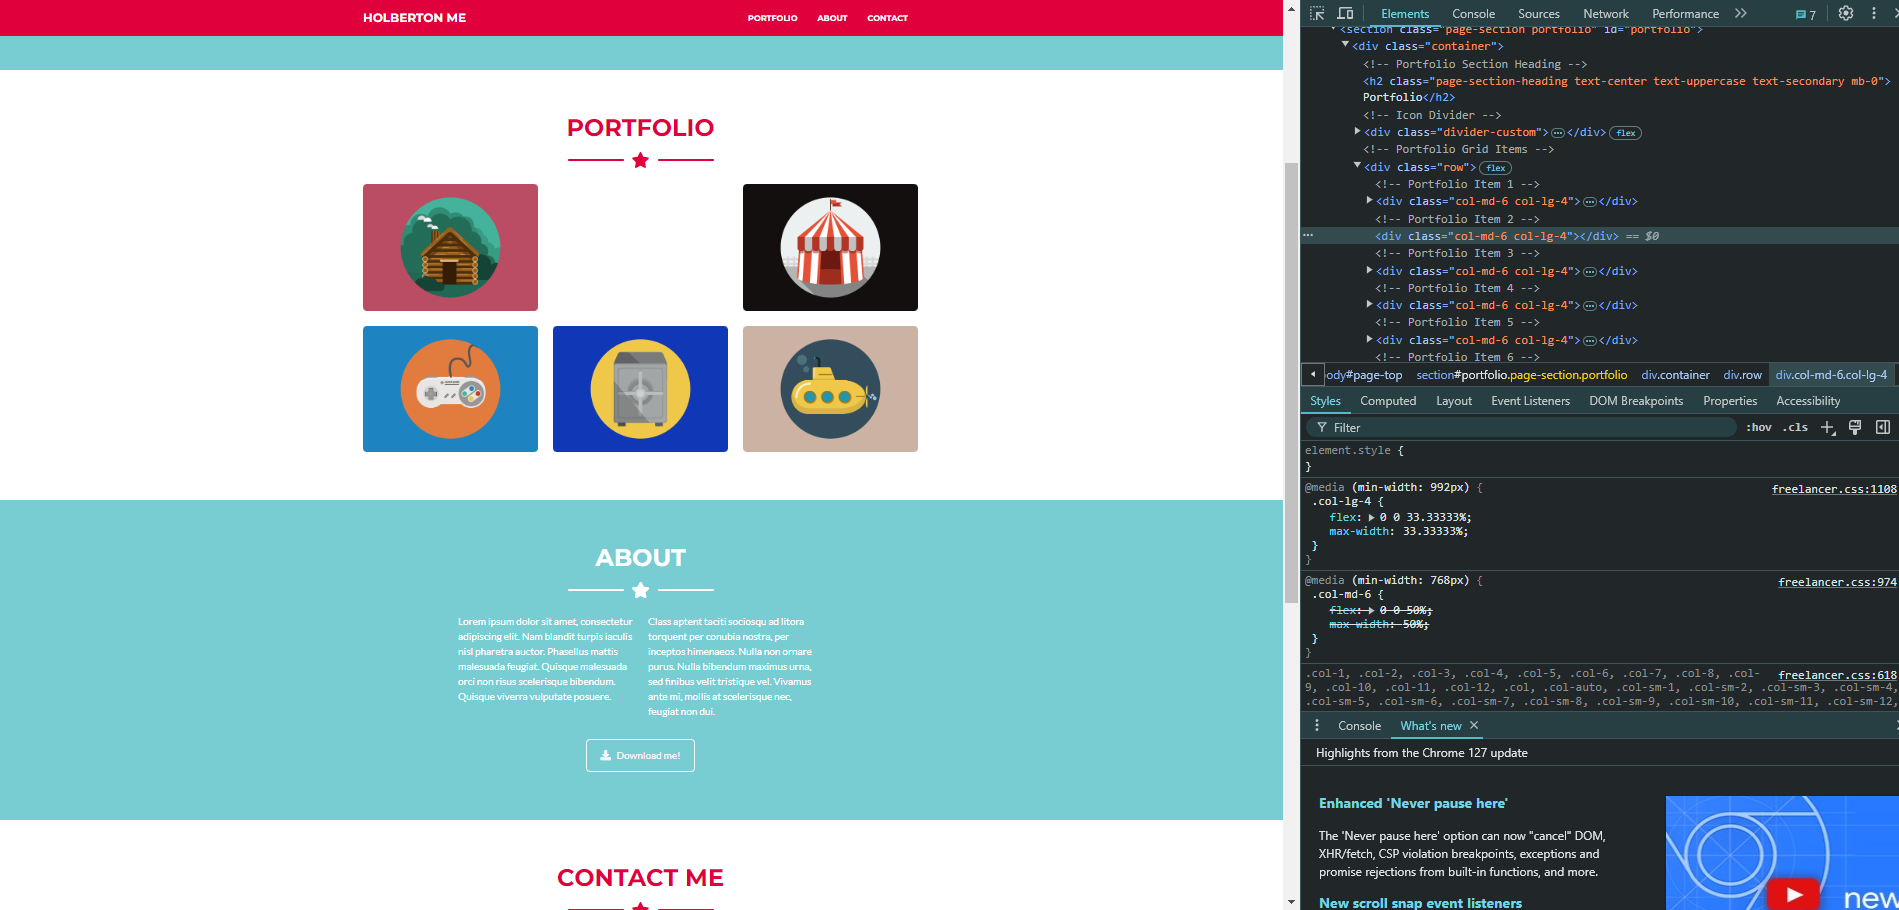 HOLBERTON ME
PORTFOLIO ABOUT CONTACT
PORTFOLIO
ABOUT
Lorem ipsum dolor sit amet, consectetur
adipiscing elit. Nam blandit turpis iaculis
nisl pharetra auctor. Phasellus mattis
malesuada feugiat. Quisque malesuada
orci non risus scelerisque bibendum.
Quisque viverra vulputate posuere.
Class aptent taciti sociosqu ad litora
torquent per conubia nostra, per
inceptos himenaeos. Nulla non ornare
purus. Nulla bibendum maximus urna,
sed finibus velit tristique vel. Vivamus
ante mi, mollis at scelerisque nec,
feugiat non dui.
Download me!
CONTACT ME
Elements Console Sources Network Performance 7
<section class="page-section portfolio" id="portfolio">
<div class="container">
<!-- Portfolio Section Heading -->
<h2 class="page-section-heading text-center text-uppercase text-secondary mb-0">
Portfolio</h2>
<!-- Icon Divider -->
<div class="divider-custom">…</div> flex
<!-- Portfolio Grid Items -->
<div class="row"> flex
<!-- Portfolio Item 1 -->
<div class="col-md-6 col-lg-4">…</div>
<!-- Portfolio Item 2 -->
<div class="col-md-6 col-lg-4"></div> == $0
<!-- Portfolio Item 3 -->
<div class="col-md-6 col-lg-4">…</div>
<!-- Portfolio Item 4 -->
<div class="col-md-6 col-lg-4">…</div>
<!-- Portfolio Item 5 -->
<div class="col-md-6 col-lg-4">…</div>
<!-- Portfolio Item 6 -->
ody#page-top section#portfolio.page-section.portfolio div.container div.row div.col-md-6.col-lg-4
Styles Computed Layout Event Listeners DOM Breakpoints Properties Accessibility
Filter :hov .cls
element.style {
}
@media (min-width: 992px) { freelancer.css:1108
.col-lg-4 {
flex: 0 0 33.33333%;
max-width: 33.33333%;
}
}
@media (min-width: 768px) { freelancer.css:974
.col-md-6 {
flex: 0 0 50%;
max-width: 50%;
}
}
.col-1, .col-2, .col-3, .col-4, .col-5, .col-6, .col-7, .col-8, .col- freelancer.css:618
9, .col-10, .col-11, .col-12, .col, .col-auto, .col-sm-1, .col-sm-2, .col-sm-3, .col-sm-4,
.col-sm-5, .col-sm-6, .col-sm-7, .col-sm-8, .col-sm-9, .col-sm-10, .col-sm-11, .col-sm-12,
Console What's new
Highlights from the Chrome 127 update
Enhanced 'Never pause here'
The 'Never pause here' option can now "cancel" DOM,
XHR/fetch, CSP violation breakpoints, exceptions and
promise rejections from built-in functions, and more.
New scroll snap event listeners
new